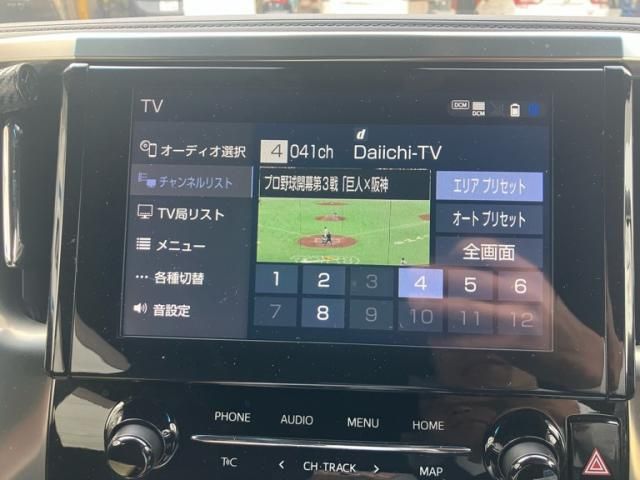 TV
DCM
DCM
オーディオ選択
チャンネルリスト
TV局リスト
メニュー
各種切替
音設定
d
4 041ch Daiichi-TV
プロ野球開幕第3戦「巨人×阪神
エリア プリセット
オート プリセット
全画面
1 2 3 4 5 6
7 8 9 10 11 12
PHONE AUDIO MENU HOME
T&C < CH·TRACK > MAP